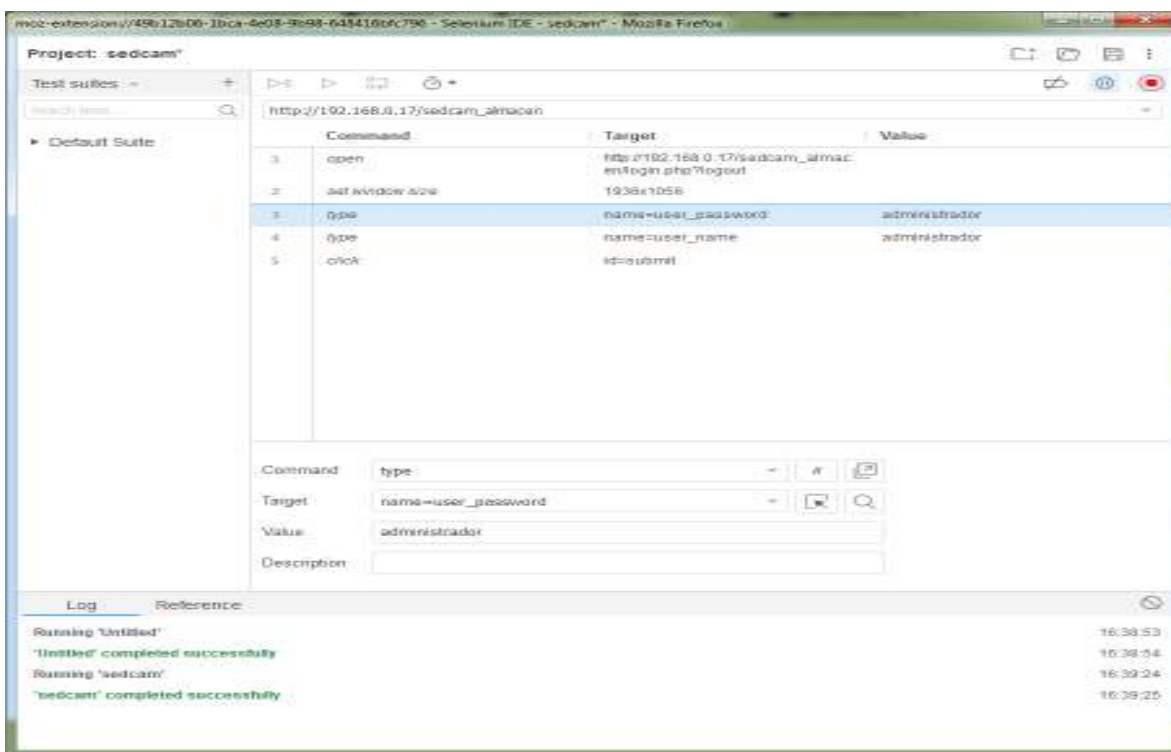 moz-extension://49b12b06-1bca-4e08-9b98-648416bfc796 - Selenium IDE - sedcam* - Mozilla Firefox
Project: sedcam*
Test suites
Search tests...
http://192.168.0.17/sedcam_almacen
Default Suite
Command Target Value
1 open http://192.168.0.17/sedcam_almac
en/login.php?logout
2 set window size 1936x1056
3 type name=user_password administrador
4 type name=user_name administrador
5 click id=submit
Command type //
Target name=user_password
Value administrador
Description
Log Reference
Running 'Untitled' 16:38:53
'Untitled' completed successfully 16:38:54
Running 'sedcam' 16:39:24
'sedcam' completed successfully 16:39:25